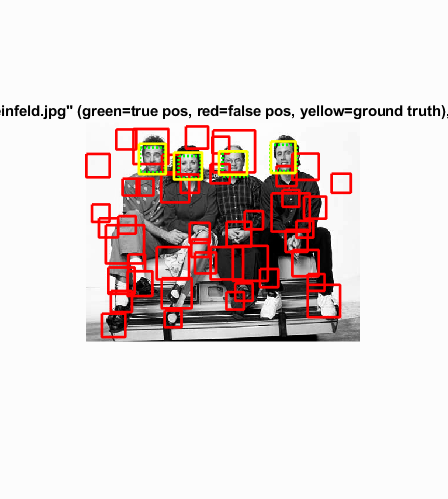 einfeld.jpg" (green=true pos, red=false pos, yellow=ground truth),